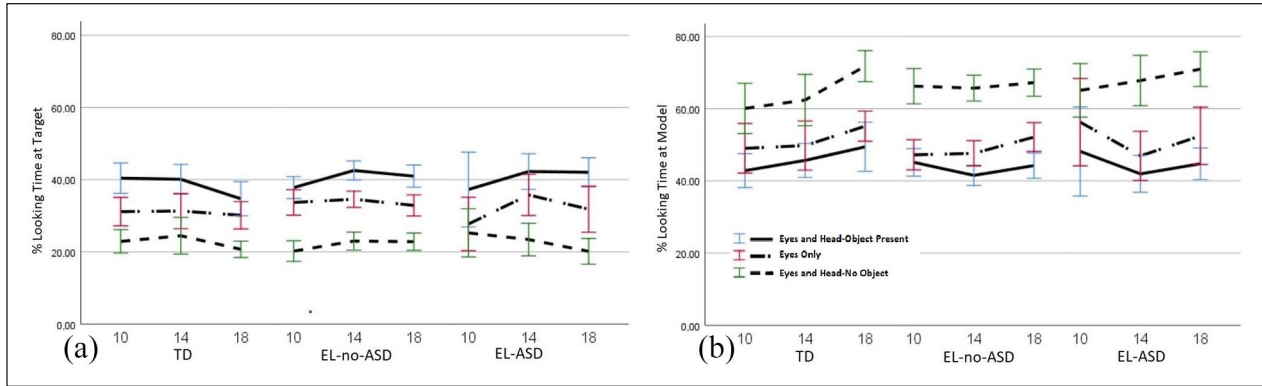 % Looking Time at Target
80.00
60.00
40.00
20.00
0.00
10 14 18 10 14 18 10 14 18
(a) TD EL-no-ASD EL-ASD
% Looking Time at Model
80.00
60.00
40.00
20.00
0.00
Eyes and Head-Object Present
Eyes Only
Eyes and Head-No Object
10 14 18 10 14 18 10 14 18
(b) TD EL-no-ASD EL-ASD